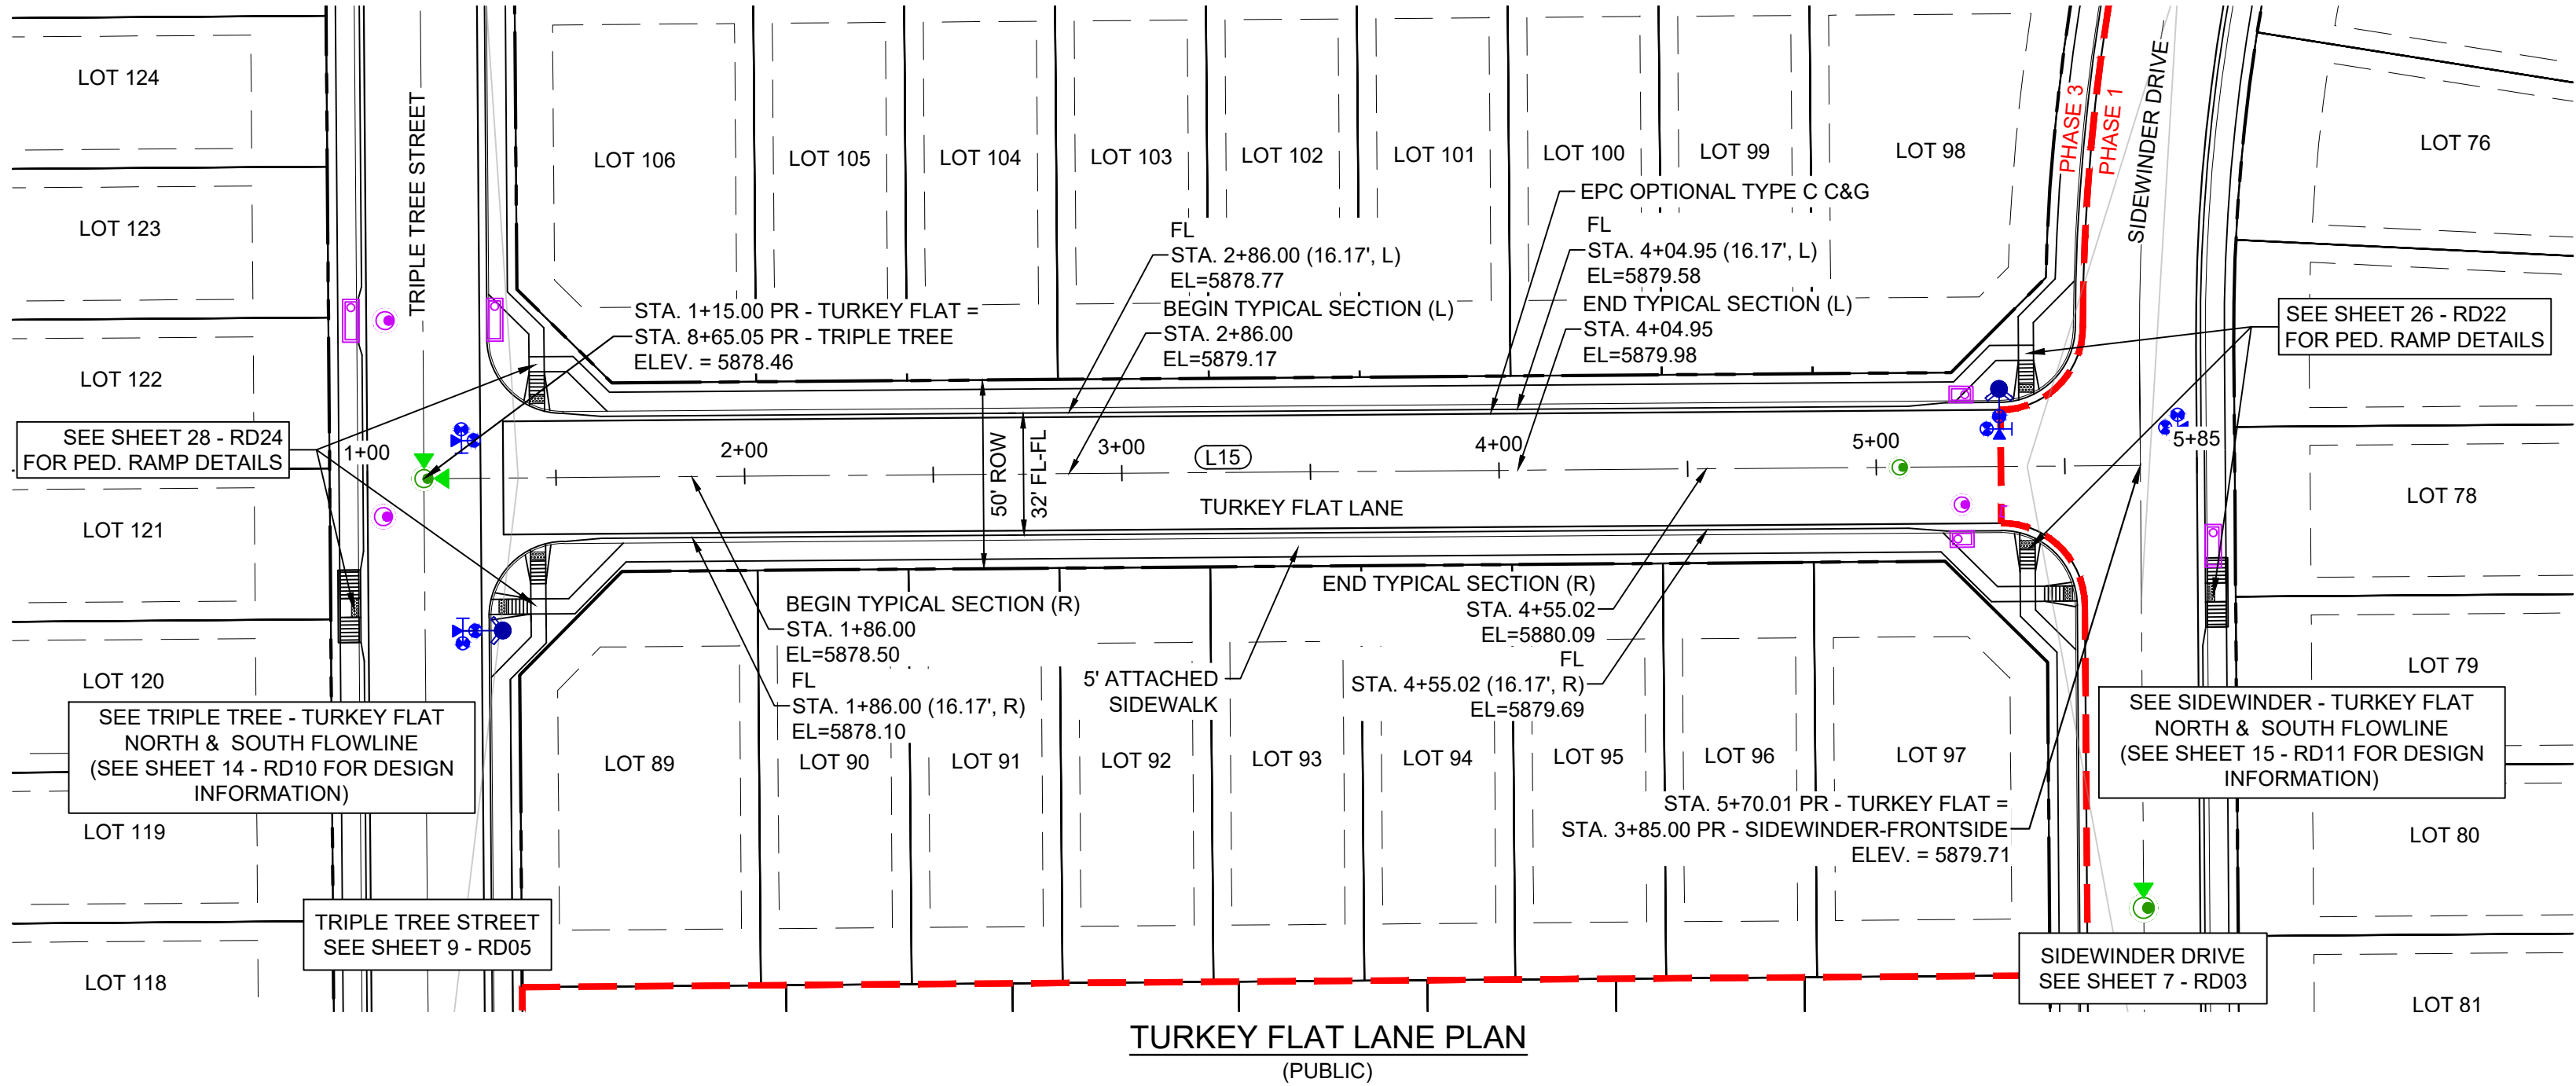 LOT 124
LOT 123
LOT 122
LOT 121
LOT 120
LOT 119
LOT 118
TRIPLE TREE STREET
LOT 106
LOT 105
LOT 104
LOT 103
LOT 102
LOT 101
LOT 100
LOT 99
LOT 98
PHASE 3
PHASE 1
SIDEWINDER DRIVE
LOT 76
LOT 78
LOT 79
LOT 80
LOT 81
EPC OPTIONAL TYPE C C&G
FL
STA. 2+86.00 (16.17', L)
EL=5878.77
BEGIN TYPICAL SECTION (L)
STA. 2+86.00
EL=5879.17
FL
STA. 4+04.95 (16.17', L)
EL=5879.58
END TYPICAL SECTION (L)
STA. 4+04.95
EL=5879.98
STA. 1+15.00 PR - TURKEY FLAT =
STA. 8+65.05 PR - TRIPLE TREE
ELEV. = 5878.46
SEE SHEET 26 - RD22
FOR PED. RAMP DETAILS
SEE SHEET 28 - RD24
FOR PED. RAMP DETAILS
1+00
2+00
3+00
L15
4+00
5+00
5+85
50' ROW
32' FL-FL
TURKEY FLAT LANE
BEGIN TYPICAL SECTION (R)
STA. 1+86.00
EL=5878.50
FL
STA. 1+86.00 (16.17', R)
EL=5878.10
5' ATTACHED
SIDEWALK
END TYPICAL SECTION (R)
STA. 4+55.02
EL=5880.09
FL
STA. 4+55.02 (16.17', R)
EL=5879.69
SEE TRIPLE TREE - TURKEY FLAT
NORTH & SOUTH FLOWLINE
(SEE SHEET 14 - RD10 FOR DESIGN
INFORMATION)
SEE SIDEWINDER - TURKEY FLAT
NORTH & SOUTH FLOWLINE
(SEE SHEET 15 - RD11 FOR DESIGN
INFORMATION)
LOT 89
LOT 90
LOT 91
LOT 92
LOT 93
LOT 94
LOT 95
LOT 96
LOT 97
STA. 5+70.01 PR - TURKEY FLAT =
STA. 3+85.00 PR - SIDEWINDER-FRONTSIDE
ELEV. = 5879.71
TRIPLE TREE STREET
SEE SHEET 9 - RD05
SIDEWINDER DRIVE
SEE SHEET 7 - RD03
TURKEY FLAT LANE PLAN
(PUBLIC)